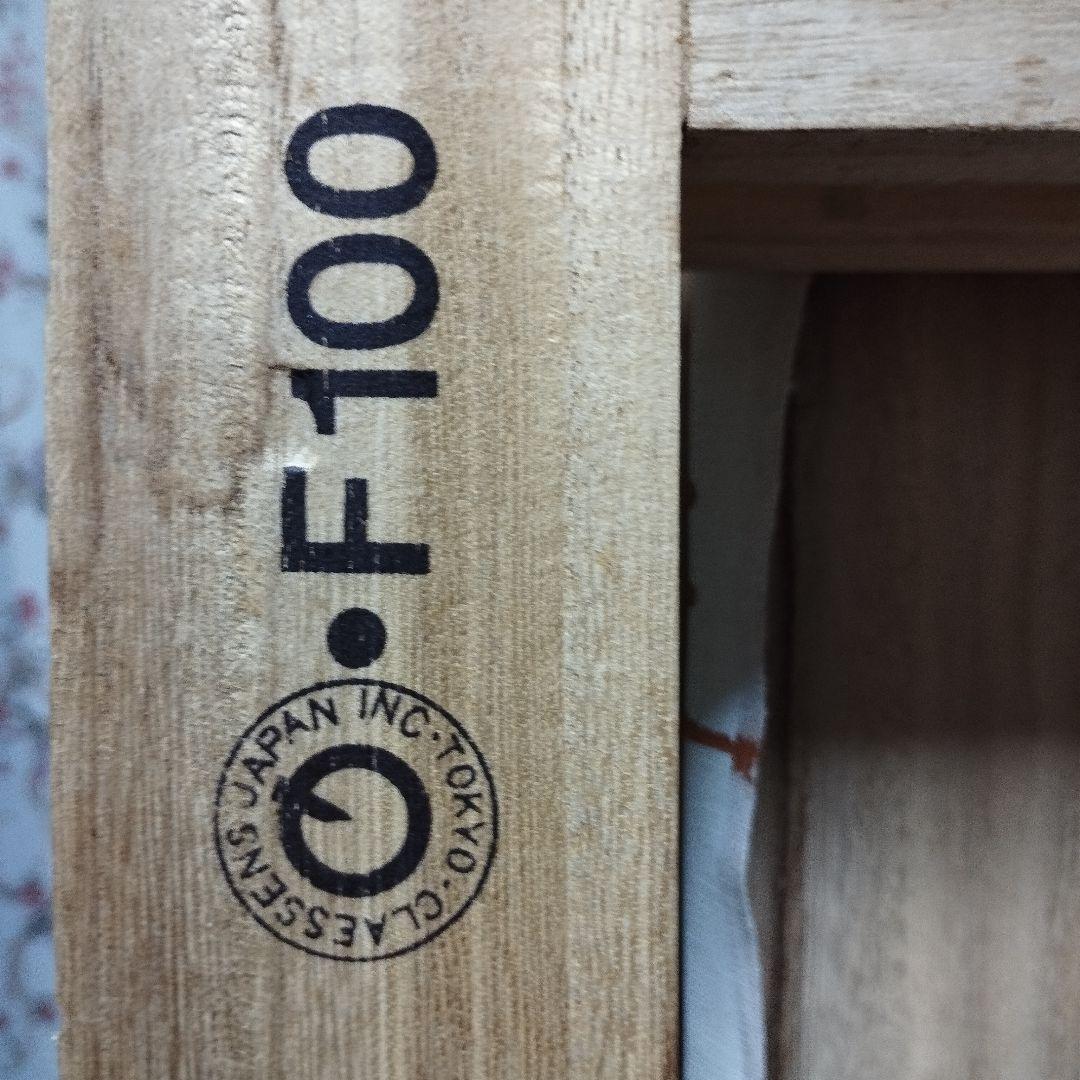 CLAESSENS JAPAN INC·TOKYO·
●F100